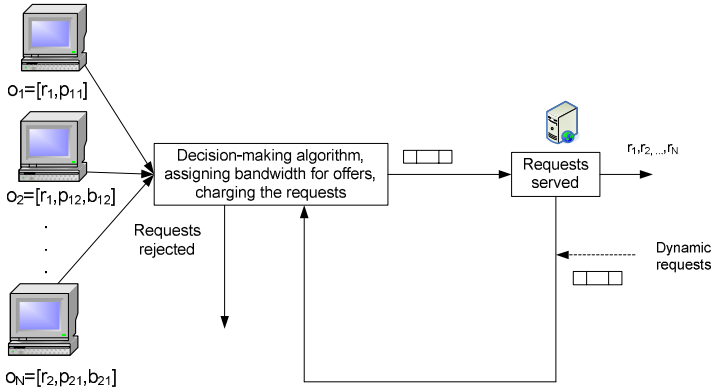 o1=[r1,p11]
o2=[r1,p12,b12]
.
.
.
oN=[r2,p21,b21]
Decision-making algorithm,
assigning bandwidth for offers,
charging the requests
Requests
rejected
Requests
served
r1,r2, ...,rN
Dynamic
requests